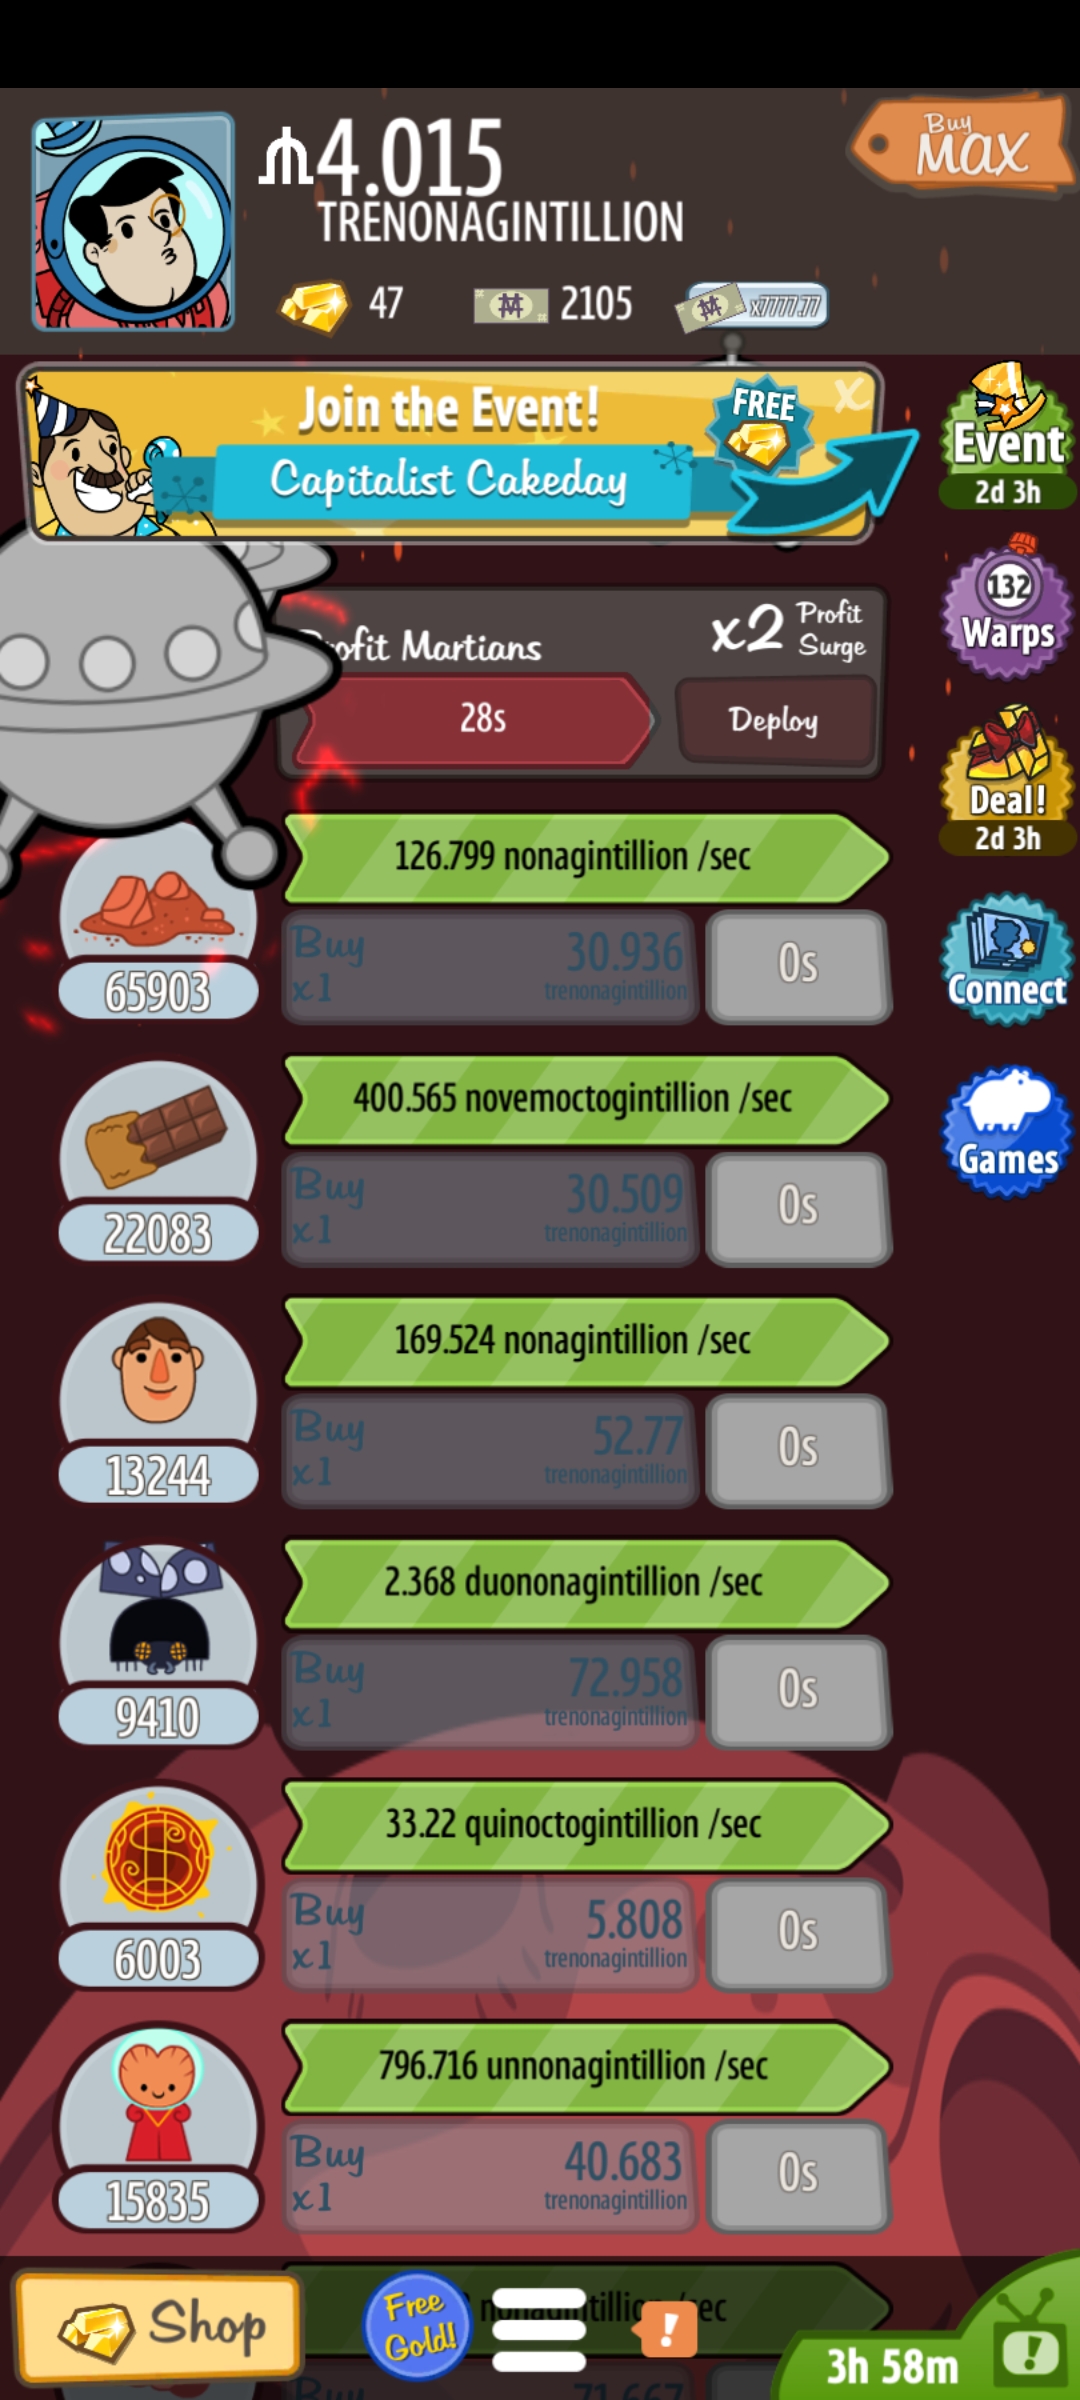 4.015
TRENONAGINTILLION
Buy
MAX
47
2105
x7777.77
Join the Event!
FREE
x
Capitalist Cakeday
Event
2d 3h
132
Warps
Profit Martians
x2 Profit
Surge
28s
Deploy
Deal!
2d 3h
126.799 nonagintillion /sec
65903
Buy
x1
30.936
trenonagintillion
0s
Connect
400.565 novemoctogintillion /sec
22083
Buy
x1
30.509
trenonagintillion
0s
Games
169.524 nonagintillion /sec
13244
Buy
x1
52.77
trenonagintillion
0s
2.368 duononagintillion /sec
9410
Buy
x1
72.958
trenonagintillion
0s
33.22 quinoctogintillion /sec
6003
Buy
x1
5.808
trenonagintillion
0s
796.716 unnonagintillion /sec
15835
Buy
x1
40.683
trenonagintillion
0s
Shop
Free
Gold!
!
/sec
3h 58m
!
Buy
71.667